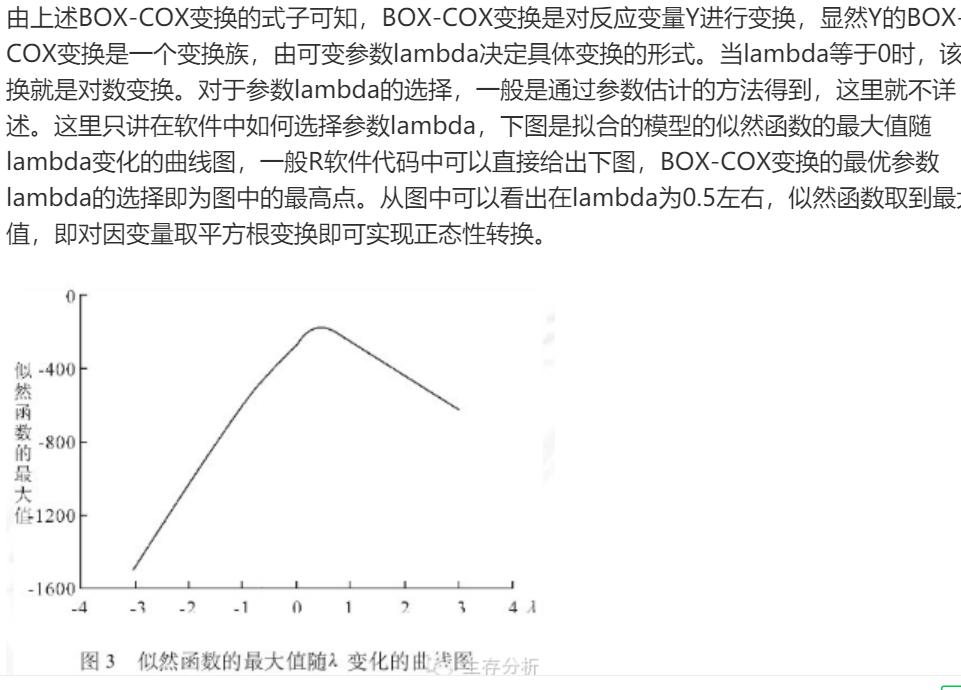 由上述BOX-COX变换的式子可知，BOX-COX变换是对反应变量Y进行变换，显然Y的BOX-
COX变换是一个变换族，由可变参数lambda决定具体变换的形式。当lambda等于0时，该
换就是对数变换。对于参数lambda的选择，一般是通过参数估计的方法得到，这里就不详
述。这里只讲在软件中如何选择参数lambda，下图是拟合的模型的似然函数的最大值随
lambda变化的曲线图，一般R软件代码中可以直接给出下图，BOX-COX变换的最优参数
lambda的选择即为图中的最高点。从图中可以看出在lambda为0.5左右，似然函数取到最大
值，即对因变量取平方根变换即可实现正态性转换。
似然函数的最大值
0
-400
-800
-1200
-1600
-4 -3 -2 -1 0 1 2 3 4 λ
图 3 似然函数的最大值随λ 变化的曲线图
生存分析